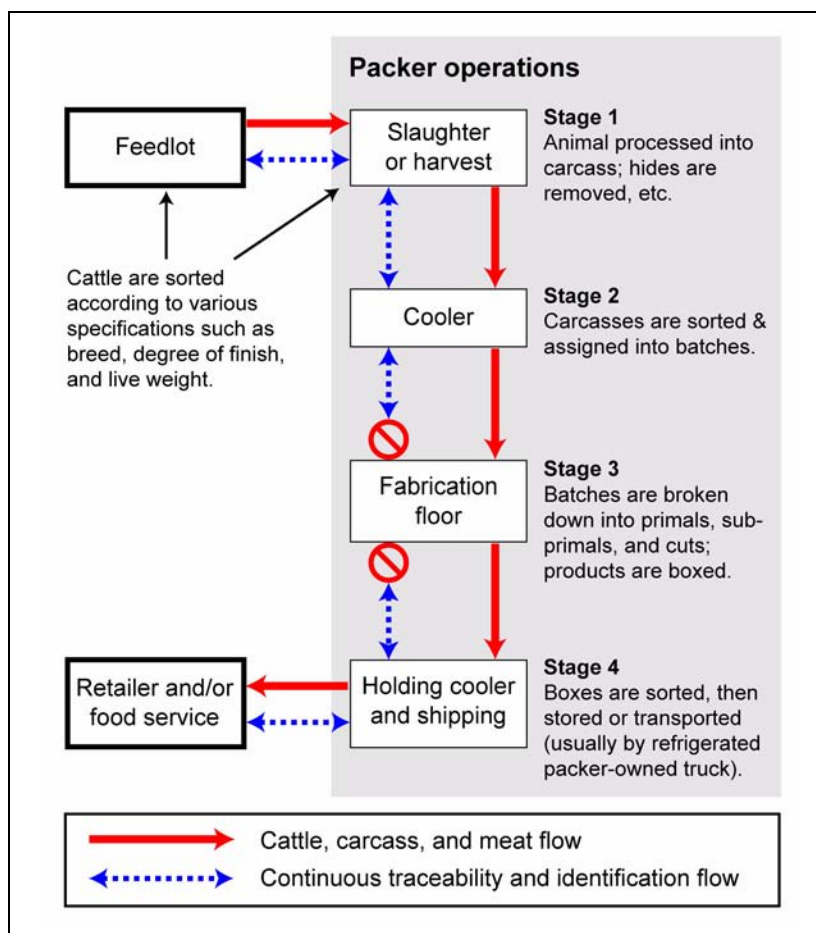 Packer operations
Feedlot
Slaughter
or harvest
Stage 1
Animal processed into
carcass; hides are
removed, etc.
Cattle are sorted
according to various
specifications such as
breed, degree of finish,
and live weight.
Cooler
Stage 2
Carcasses are sorted &
assigned into batches.
Fabrication
floor
Stage 3
Batches are broken
down into primals, sub-
primals, and cuts;
products are boxed.
Retailer and/or
food service
Holding cooler
and shipping
Stage 4
Boxes are sorted, then
stored or transported
(usually by refrigerated
packer-owned truck).
Cattle, carcass, and meat flow
Continuous traceability and identification flow